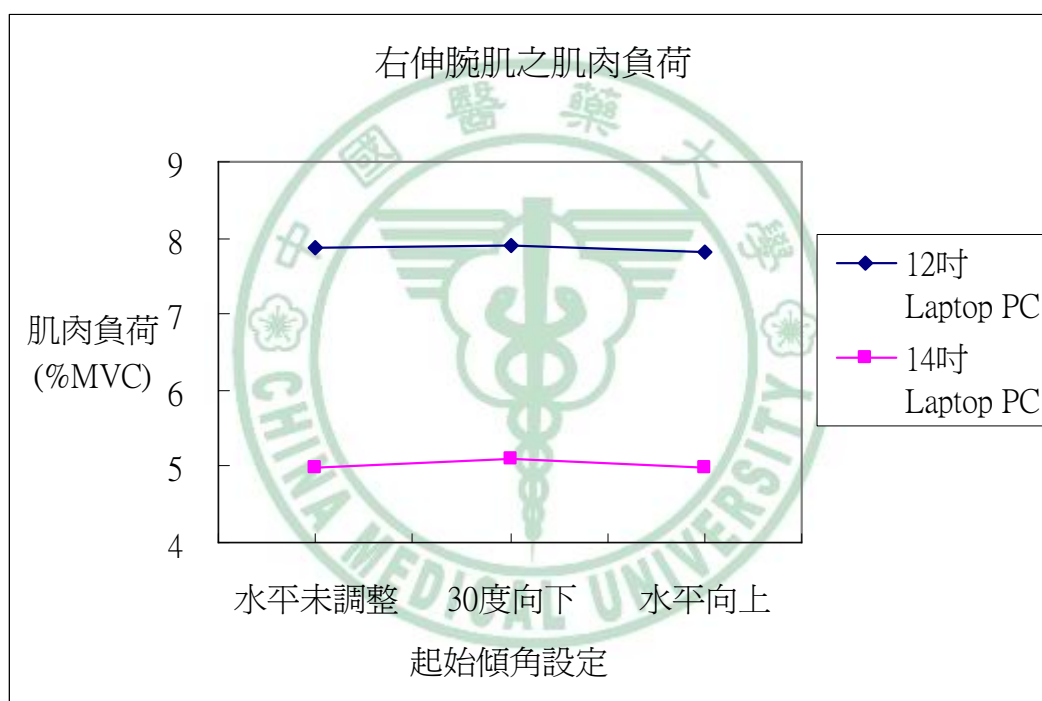 右伸腕肌之肌肉負荷
中國醫藥大學
9
8
7
6
5
4
肌肉負荷
(%MVC)
12吋
Laptop PC
14吋
Laptop PC
CHINA MEDICAL UNIVERSITY
水平未調整
30度向下
水平向上
起始傾角設定